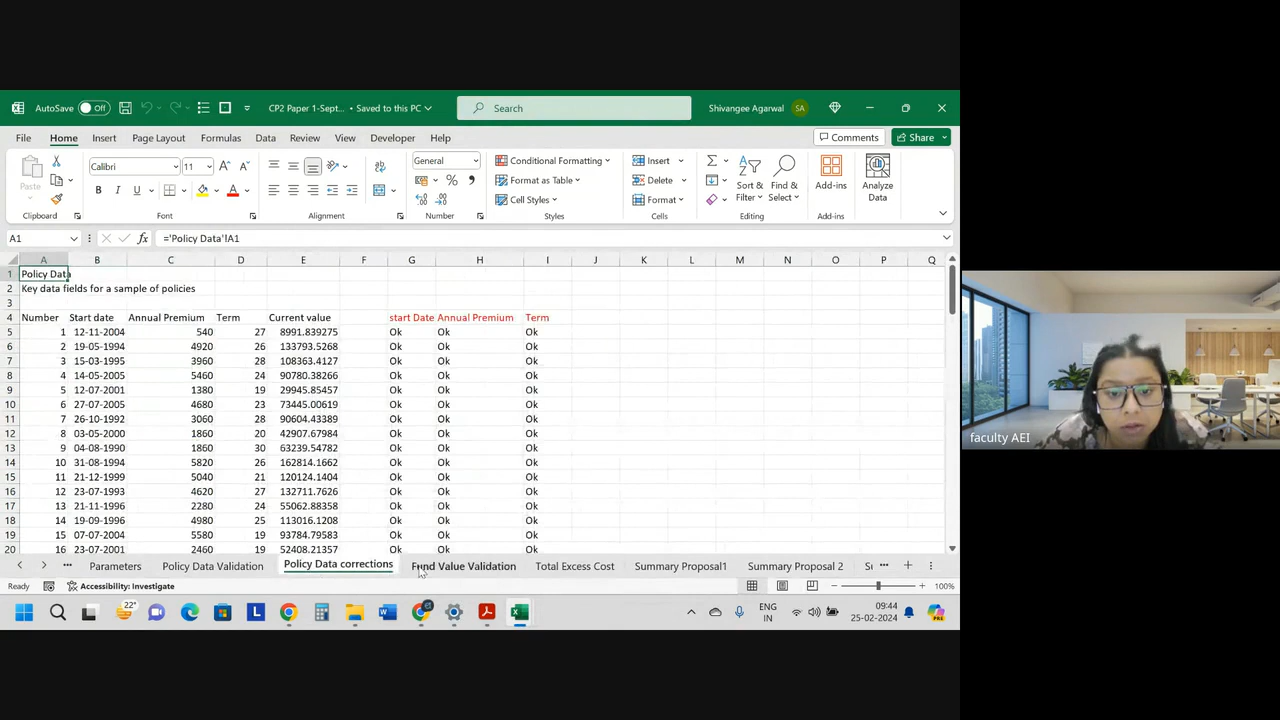 AutoSave Off CP2 Paper 1-Sept... • Saved to this PC Search Shivangee Agarwal SA
File Home Insert Page Layout Formulas Data Review View Developer Help Comments Share
Paste Calibri 11 A A ab General Conditional Formatting Insert Σ Sort & Filter Find & Select Add-ins Analyze Data
B I U A % Format as Table Delete
Cell Styles Format
Clipboard Font Alignment Number Styles Cells Editing Add-ins
A1 fx ='Policy Data'!A1
A B C D E F G H I J K L M N O P Q
1 Policy Data
2 Key data fields for a sample of policies
3
4 Number Start date Annual Premium Term Current value start Date Annual Premium Term
5 1 12-11-2004 540 27 8991.839275 Ok Ok Ok
6 2 19-05-1994 4920 26 133793.5268 Ok Ok Ok
7 3 15-03-1995 3960 28 108363.4127 Ok Ok Ok
8 4 14-05-2005 5460 24 90780.38266 Ok Ok Ok
9 5 12-07-2001 1380 19 29945.85457 Ok Ok Ok
10 6 27-07-2005 4680 23 73445.00619 Ok Ok Ok
11 7 26-10-1992 3060 28 90604.43389 Ok Ok Ok
12 8 03-05-2000 1860 20 42907.67984 Ok Ok Ok
13 9 04-08-1990 1860 30 63239.54782 Ok Ok Ok
14 10 31-08-1994 5820 26 162814.1662 Ok Ok Ok
15 11 21-12-1999 5040 21 120124.1404 Ok Ok Ok
16 12 23-07-1993 4620 27 132711.7626 Ok Ok Ok
17 13 21-11-1996 2280 24 55062.88358 Ok Ok Ok
18 14 19-09-1996 4980 25 113016.1208 Ok Ok Ok
19 15 07-07-2004 5580 19 93784.79583 Ok Ok Ok
20 16 23-07-2001 2460 19 52408.21357 Ok Ok Ok
Parameters Policy Data Validation Policy Data corrections Fund Value Validation Total Excess Cost Summary Proposal1 Summary Proposal 2 Su
Ready Accessibility: Investigate 100%
22° L ENG IN 09:44 25-02-2024
faculty AEI